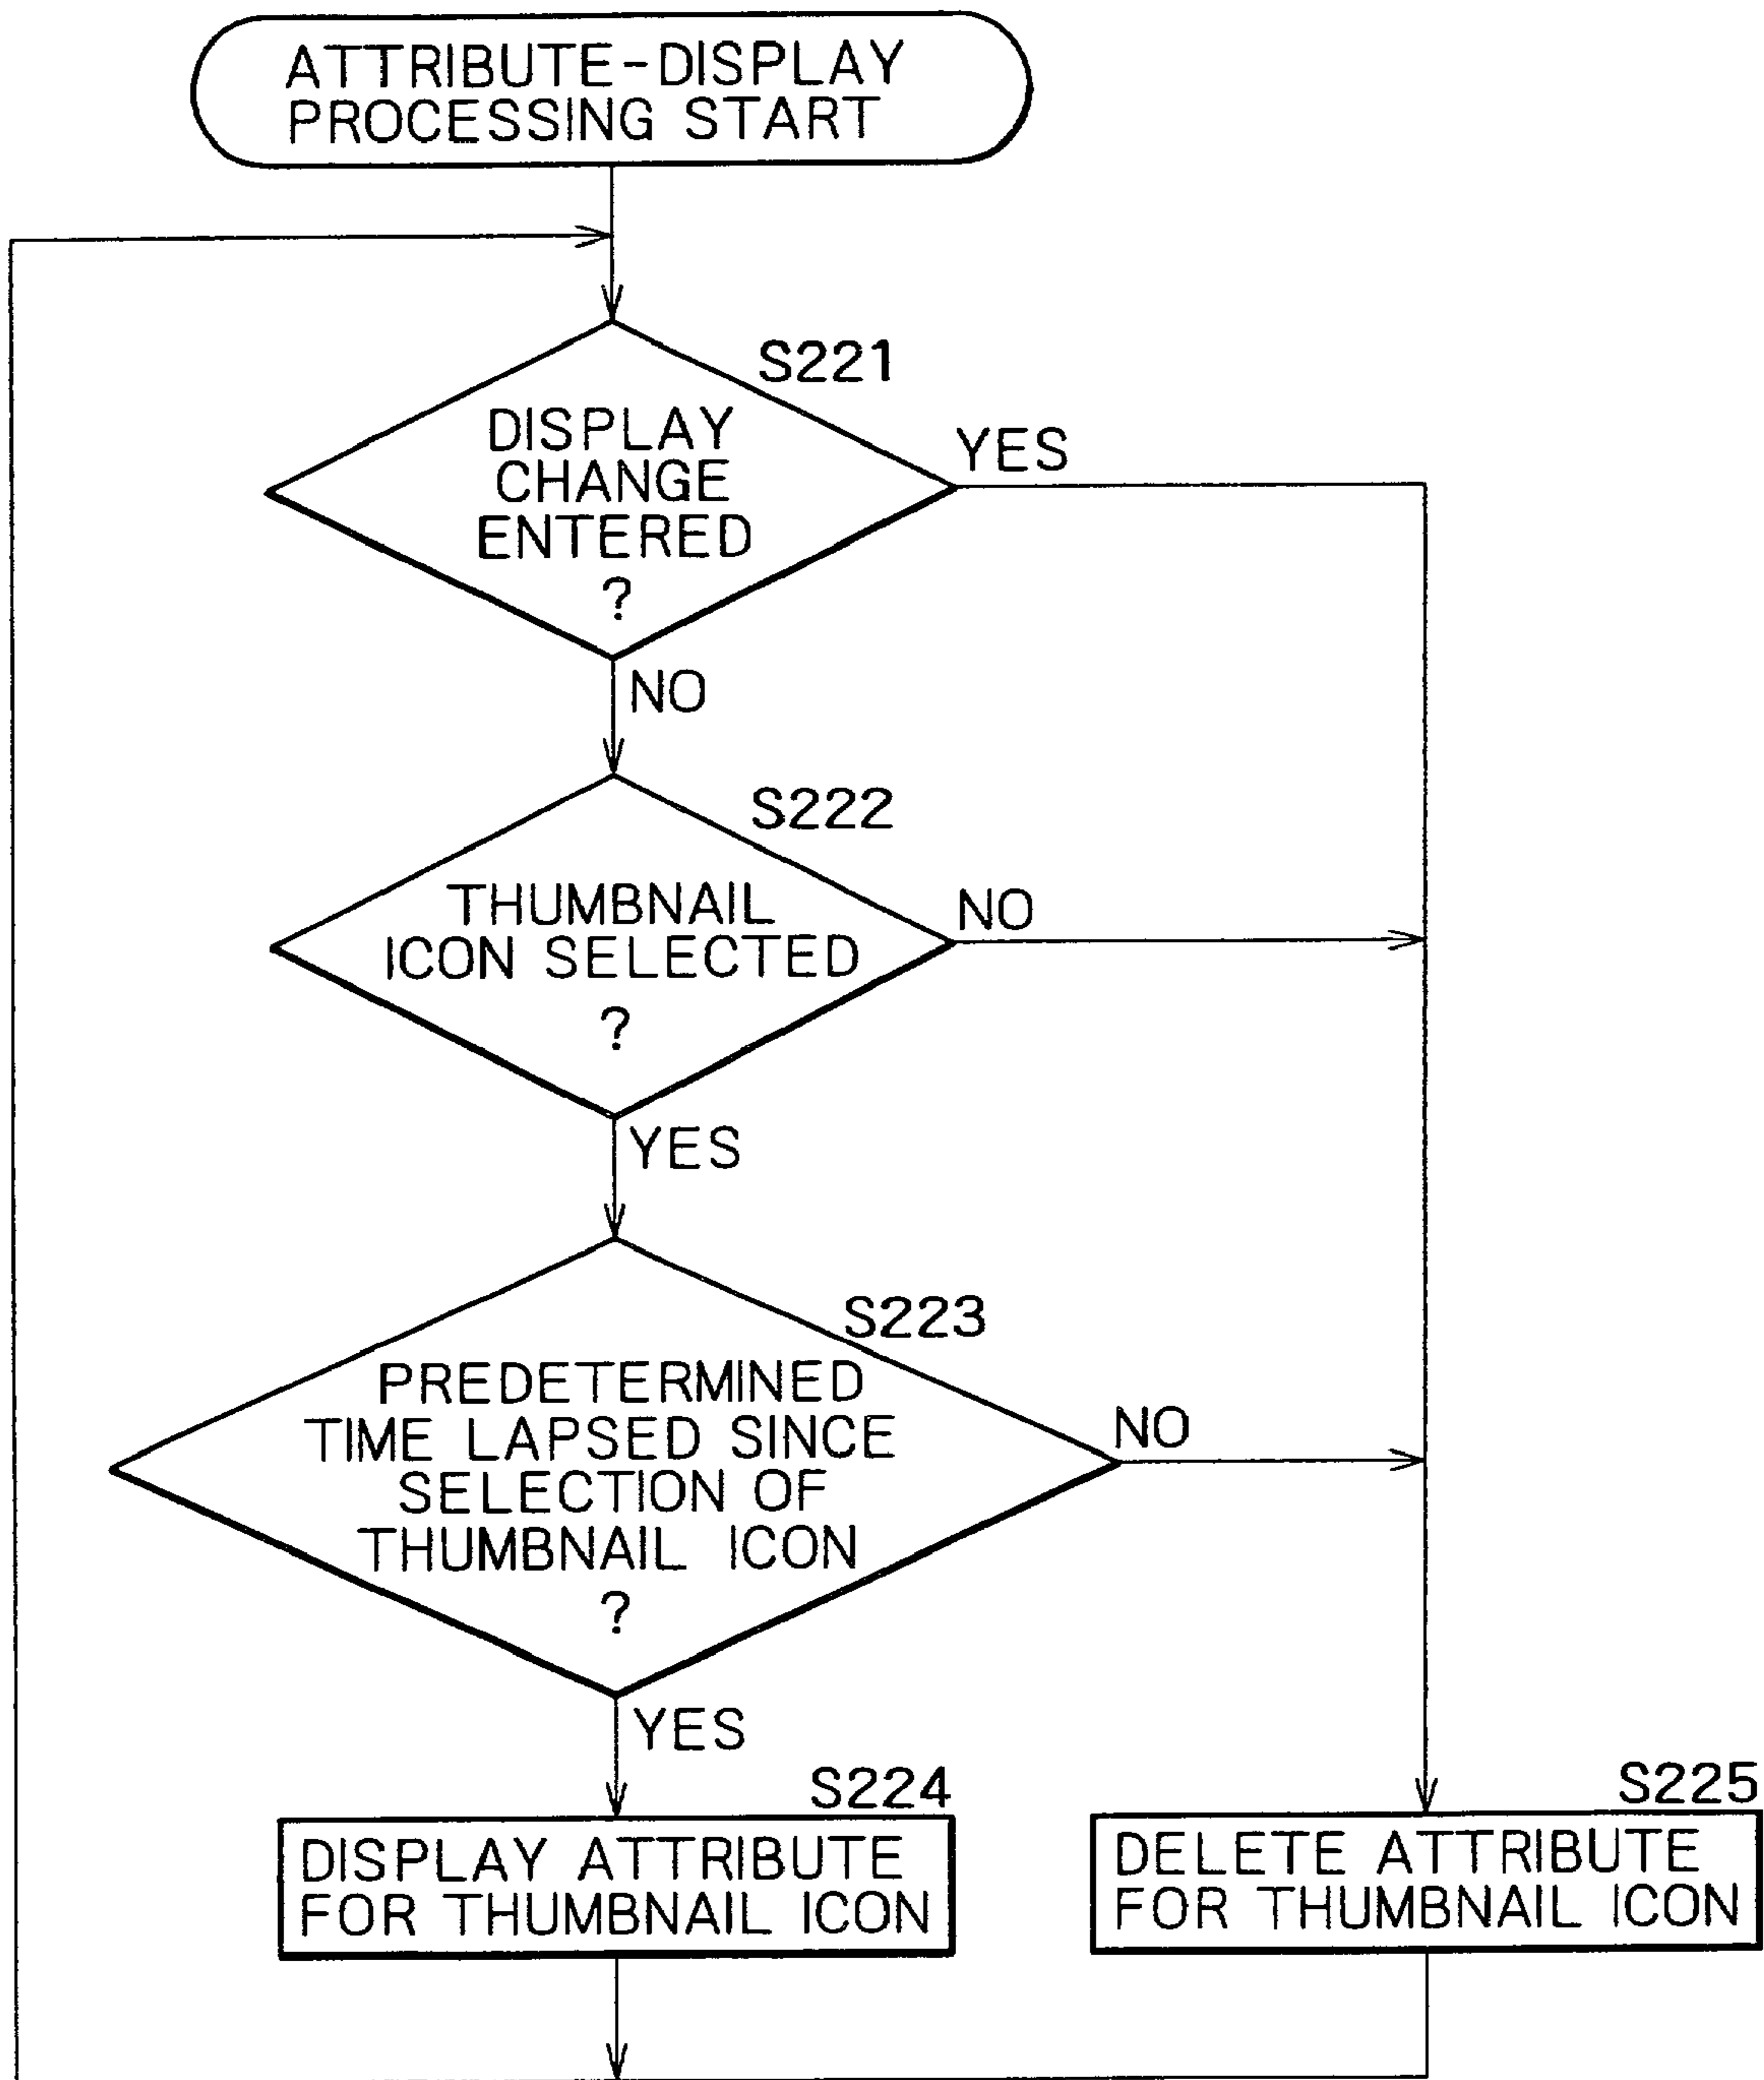 ATTRIBUTE-DISPLAY
PROCESSING START
S221
DISPLAY
CHANGE
ENTERED
?
YES
NO
S222
THUMBNAIL
ICON SELECTED
?
NO
YES
S223
PREDETERMINED
TIME LAPSED SINCE
SELECTION OF
THUMBNAIL ICON
?
NO
YES
S224
DISPLAY ATTRIBUTE
FOR THUMBNAIL ICON
S225
DELETE ATTRIBUTE
FOR THUMBNAIL ICON